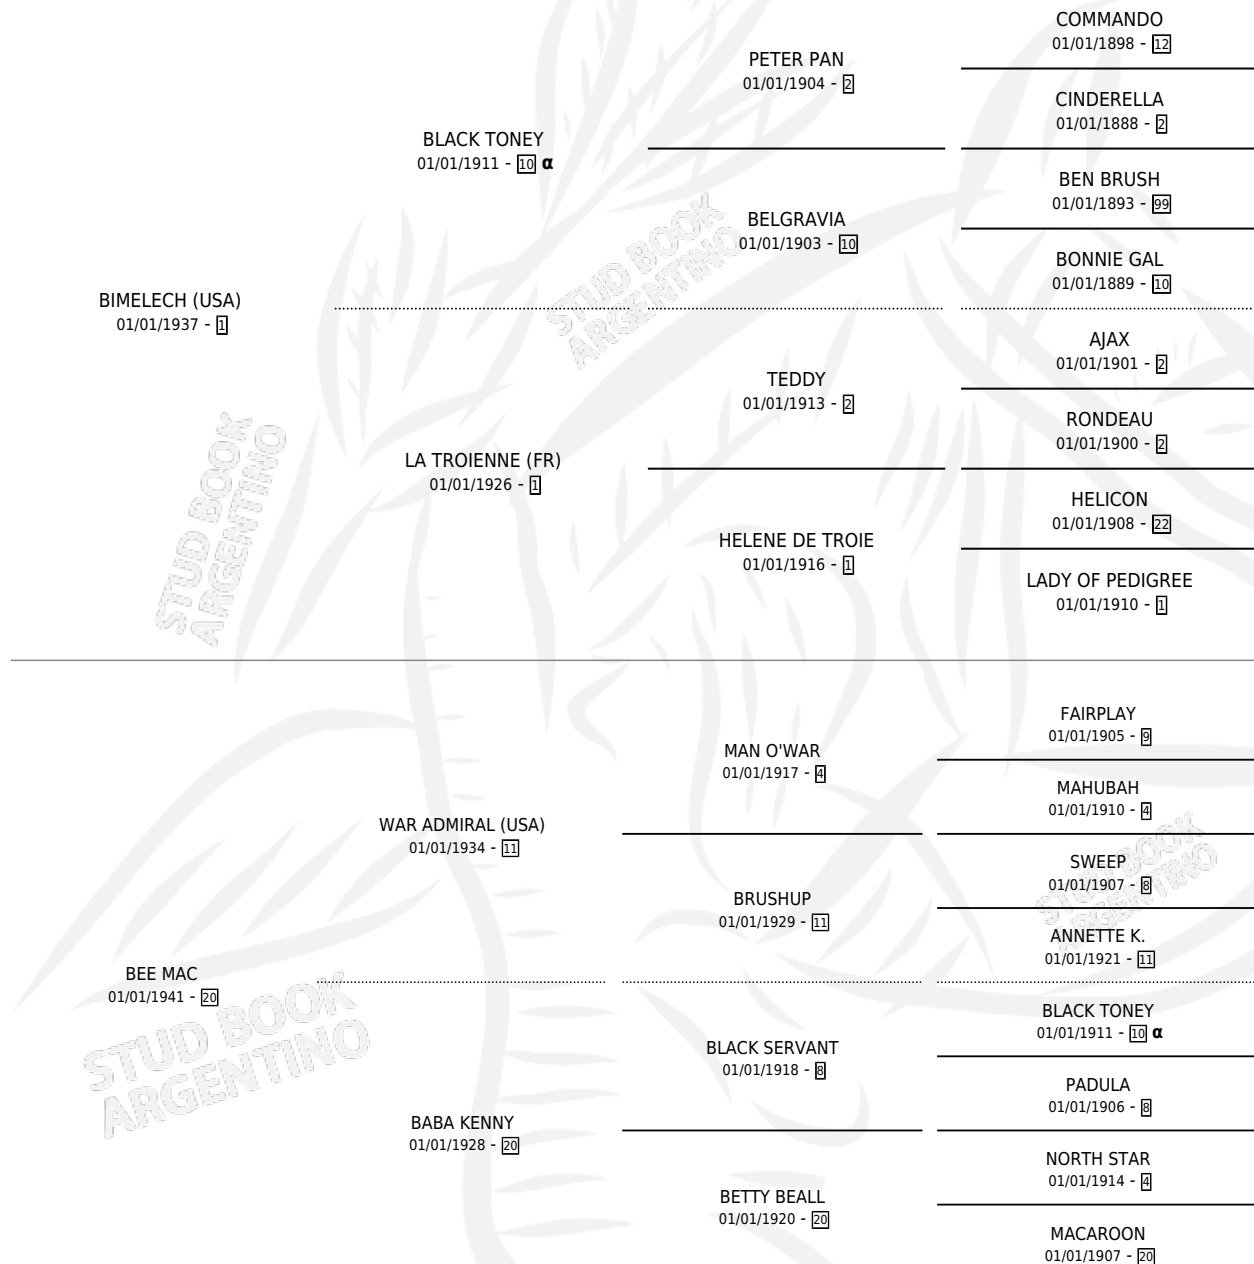 COMMANDO
01/01/1898 - 12
PETER PAN
01/01/1904 - 2
CINDERELLA
01/01/1888 - 2
BLACK TONEY
01/01/1911 - 10 α
BEN BRUSH
01/01/1893 - 99
BELGRAVIA
01/01/1903 - 10
BONNIE GAL
01/01/1889 - 10
BIMELECH (USA)
01/01/1937 - 1
AJAX
01/01/1901 - 2
TEDDY
01/01/1913 - 2
RONDEAU
01/01/1900 - 2
LA TROIENNE (FR)
01/01/1926 - 1
HELICON
01/01/1908 - 22
HELENE DE TROIE
01/01/1916 - 1
LADY OF PEDIGREE
01/01/1910 - 1
FAIRPLAY
01/01/1905 - 9
MAN O'WAR
01/01/1917 - 4
MAHUBAH
01/01/1910 - 4
WAR ADMIRAL (USA)
01/01/1934 - 11
SWEEP
01/01/1907 - 8
BRUSHUP
01/01/1929 - 11
ANNETTE K.
01/01/1921 - 11
BEE MAC
01/01/1941 - 20
BLACK TONEY
01/01/1911 - 10 α
BLACK SERVANT
01/01/1918 - 8
PADULA
01/01/1906 - 8
BABA KENNY
01/01/1928 - 20
NORTH STAR
01/01/1914 - 4
BETTY BEALL
01/01/1920 - 20
MACAROON
01/01/1907 - 20
STUD BOOK
ARGENTINO
STUD BOOK
ARGENTINO
STUD BOOK
ARGENTINO
STUD BOOK
ARGENTINO